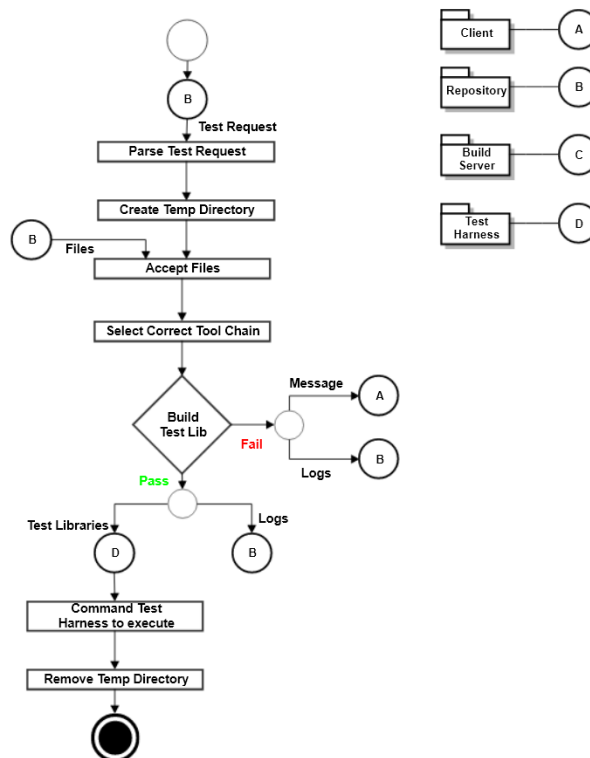 Client
A
B
Repository
B
Test Request
Parse Test Request
Build
Server
C
Create Temp Directory
Test
Harness
D
B
Files
Accept Files
Select Correct Tool Chain
Message
A
Build
Test Lib
Fail
B
Logs
Pass
Test Libraries
Logs
D
B
Command Test
Harness to execute
Remove Temp Directory